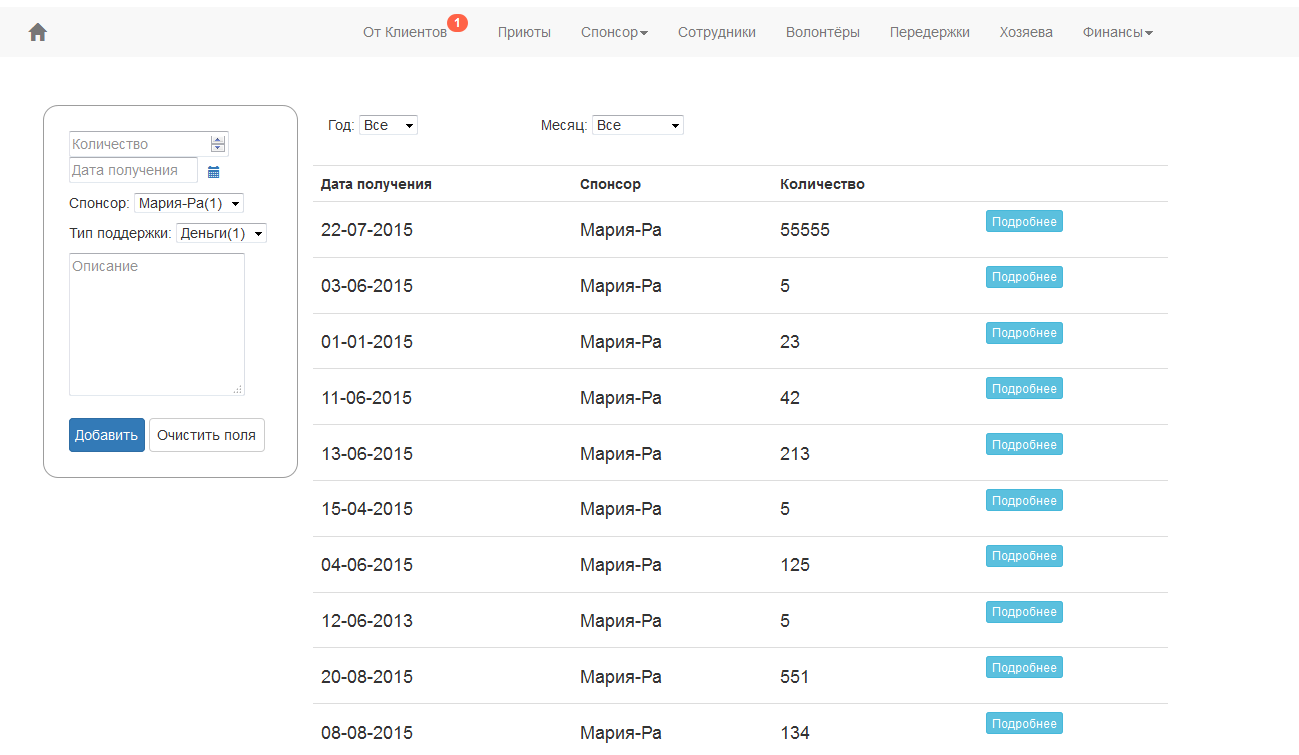 От Клиентов 1 Приюты Спонсор Сотрудники Волонтёры Передержки Хозяева Финансы
Количество
Дата получения
Спонсор: Мария-Ра(1)
Тип поддержки: Деньги(1)
Описание
Добавить Очистить поля
Год: Все Месяц: Все
Дата получения Спонсор Количество
22-07-2015 Мария-Ра 55555 Подробнее
03-06-2015 Мария-Ра 5 Подробнее
01-01-2015 Мария-Ра 23 Подробнее
11-06-2015 Мария-Ра 42 Подробнее
13-06-2015 Мария-Ра 213 Подробнее
15-04-2015 Мария-Ра 5 Подробнее
04-06-2015 Мария-Ра 125 Подробнее
12-06-2013 Мария-Ра 5 Подробнее
20-08-2015 Мария-Ра 551 Подробнее
08-08-2015 Мария-Ра 134 Подробнее